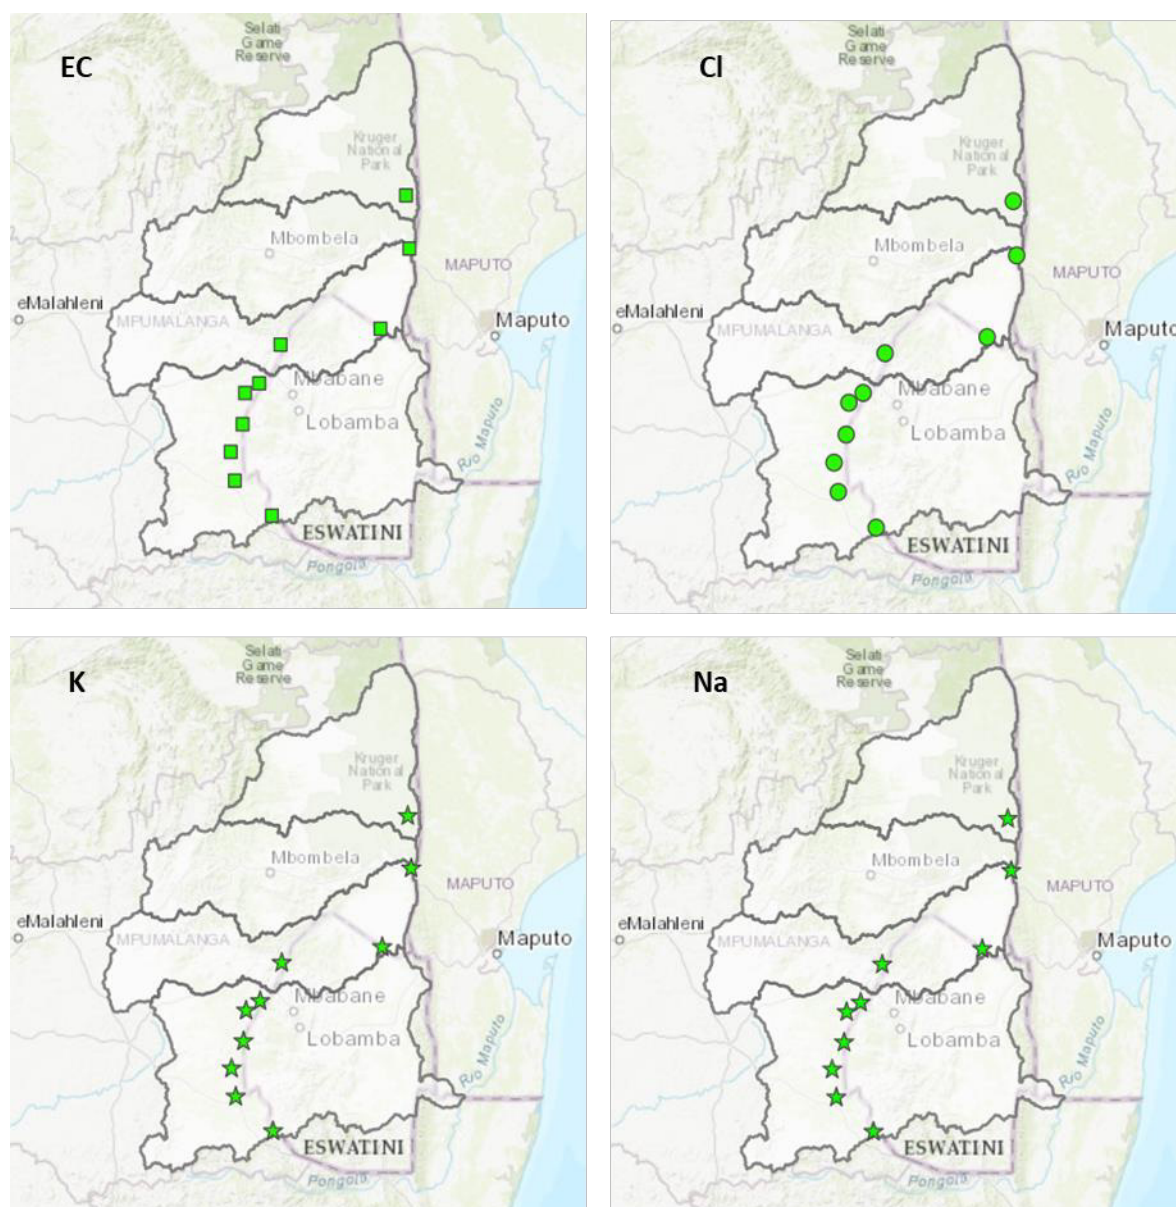 EC
Selati
Game
Reserve
Kruger
National
Park
Mbombela
MAPUTO
eMalahleni
MPUMALANGA
Maputo
Mbabane
Lobamba
Rio Maputo
ESWATINI
Pongola
Cl
Selati
Game
Reserve
Kruger
National
Park
Mbombela
MAPUTO
eMalahleni
MPUMALANGA
Maputo
Mbabane
Lobamba
Rio Maputo
ESWATINI
Pongola
K
Selati
Game
Reserve
Kruger
National
Park
Mbombela
MAPUTO
eMalahleni
MPUMALANGA
Maputo
Mbabane
Lobamba
Rio Maputo
ESWATINI
Pongola
Na
Selati
Game
Reserve
Kruger
National
Park
Mbombela
MAPUTO
eMalahleni
MPUMALANGA
Maputo
Mbabane
Lobamba
Rio Maputo
ESWATINI
Pongola